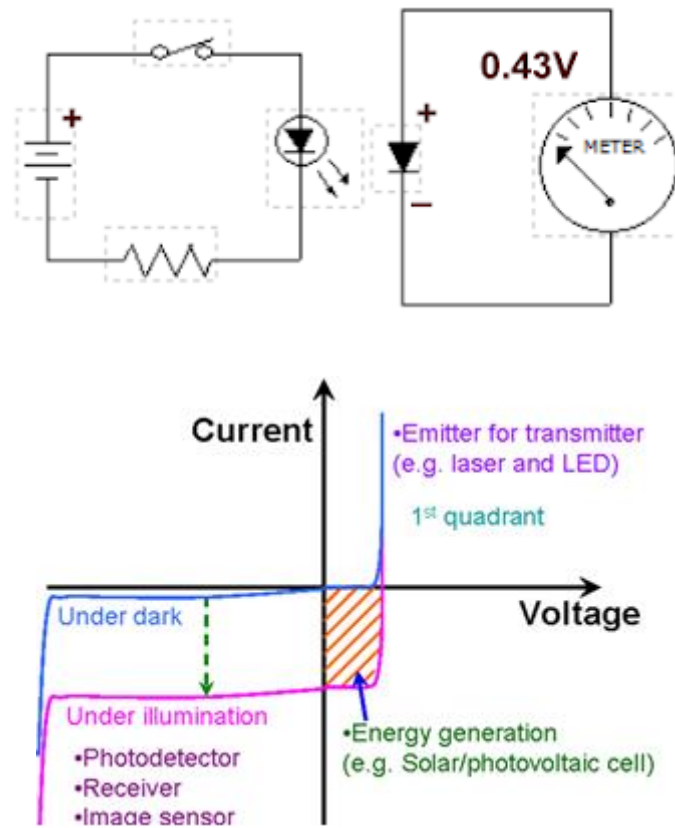 +
0.43V
+
METER
−
Current
•Emitter for transmitter
(e.g. laser and LED)
1st quadrant
Voltage
Under dark
Under illumination
•Energy generation
(e.g. Solar/photovoltaic cell)
•Photodetector
•Receiver
•Image sensor